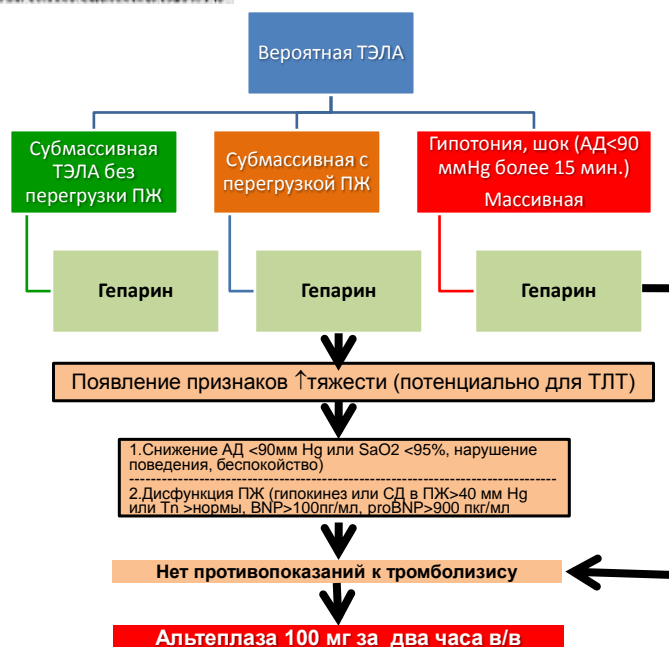 Вероятная ТЭЛА
Субмассивная
ТЭЛА без
перегрузки ПЖ
Субмассивная с
перегрузкой ПЖ
Гипотония, шок (АД<90
ммHg более 15 мин.)
Массивная
Гепарин
Гепарин
Гепарин
Появление признаков ↑тяжести (потенциально для ТЛТ)
1.Снижение АД <90мм Hg или SaO2 <95%, нарушение
поведения, беспокойство)
2.Дисфункция ПЖ (гипокинез или СД в ПЖ>40 мм Hg
или Tn >нормы, BNP>100пг/мл, proBNP>900 пкг/мл
Нет противопоказаний к тромболизису
Альтеплаза 100 мг за два часа в/в